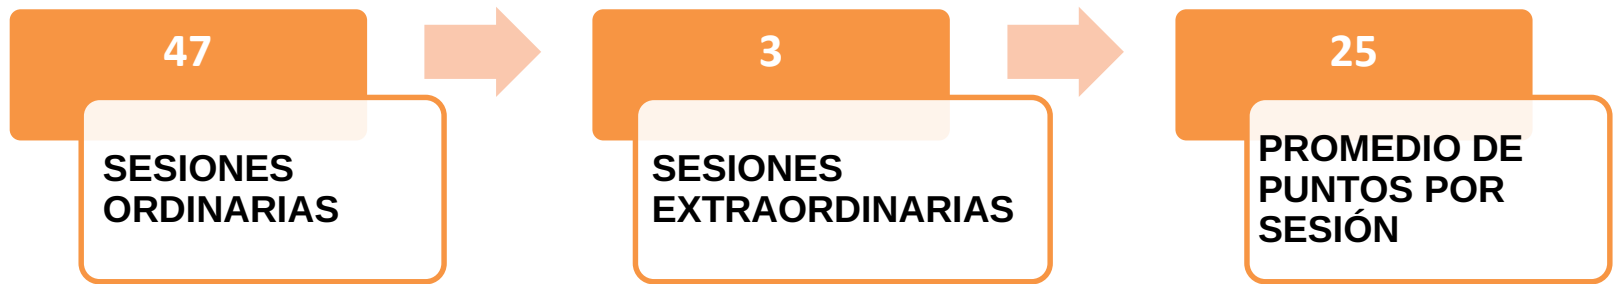 47
SESIONES
ORDINARIAS
3
SESIONES
EXTRAORDINARIAS
25
PROMEDIO DE
PUNTOS POR
SESIÓN